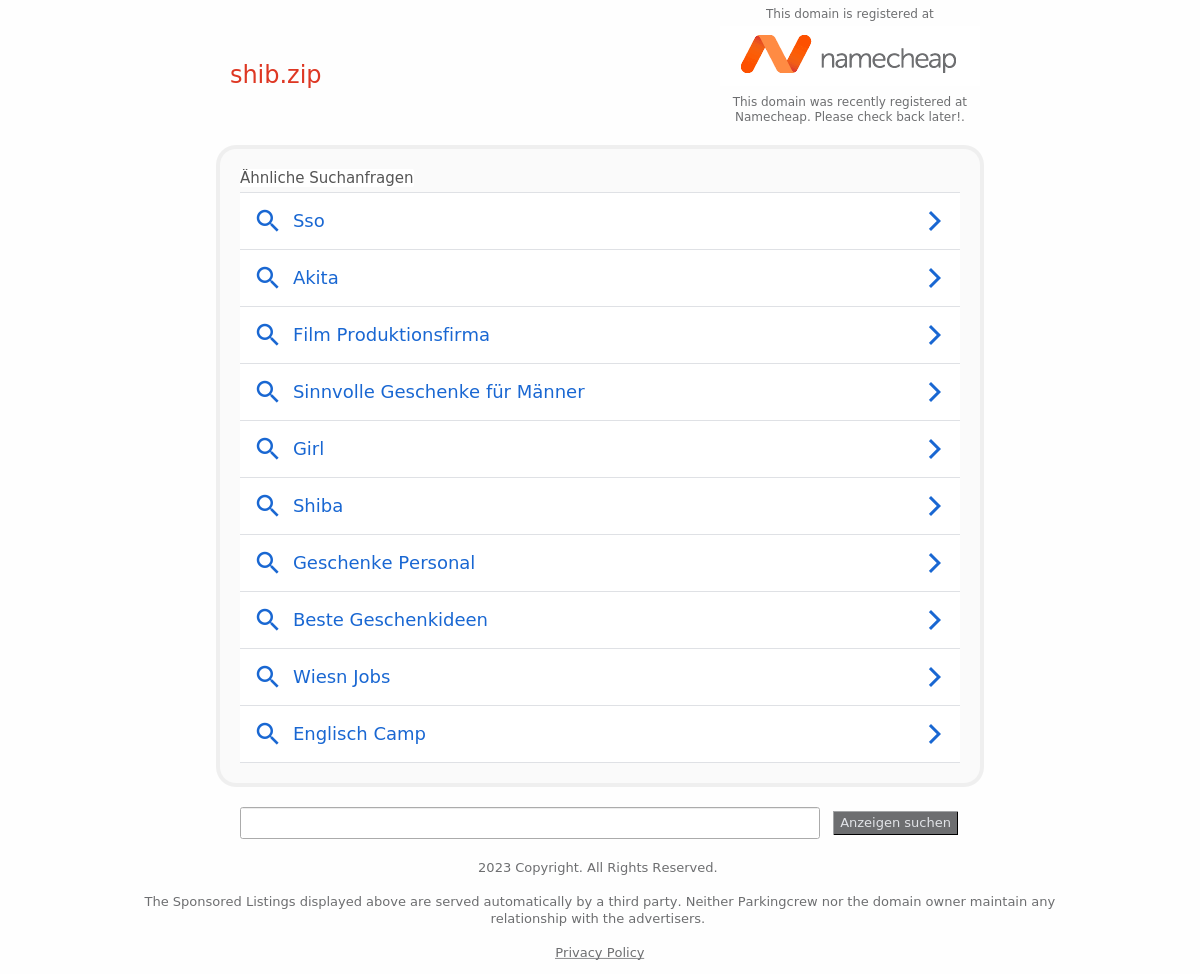 This domain is registered at
namecheap
shib.zip
This domain was recently registered at
Namecheap. Please check back later!.
Ähnliche Suchanfragen
Sso
Akita
Film Produktionsfirma
Sinnvolle Geschenke für Männer
Girl
Shiba
Geschenke Personal
Beste Geschenkideen
Wiesn Jobs
Englisch Camp
Anzeigen suchen
2023 Copyright. All Rights Reserved.
The Sponsored Listings displayed above are served automatically by a third party. Neither Parkingcrew nor the domain owner maintain any
relationship with the advertisers.
Privacy Policy